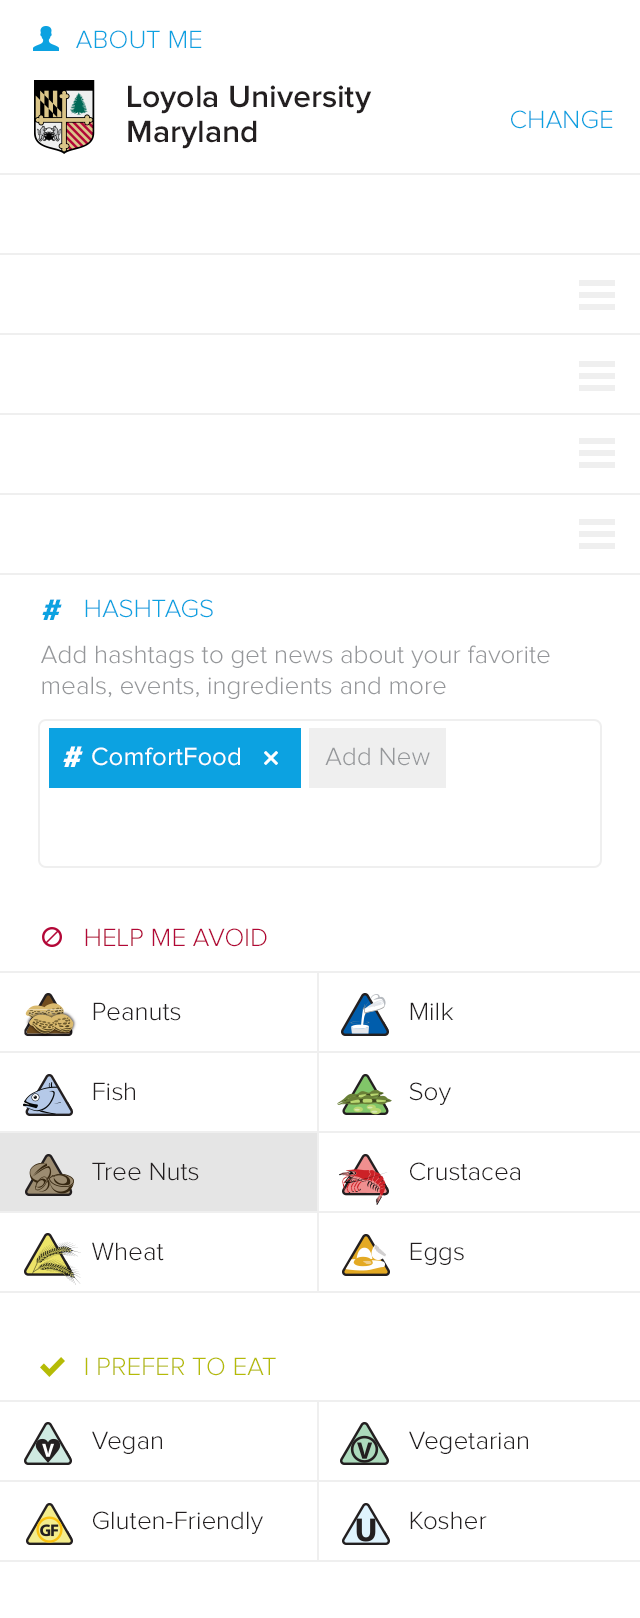 ABOUT ME
Loyola University
Maryland
CHANGE
# HASHTAGS
Add hashtags to get news about your favorite
meals, events, ingredients and more
# ComfortFood × Add New
HELP ME AVOID
Peanuts Milk
Fish Soy
Tree Nuts Crustacea
Wheat Eggs
I PREFER TO EAT
V Vegan V Vegetarian
GF Gluten-Friendly U Kosher